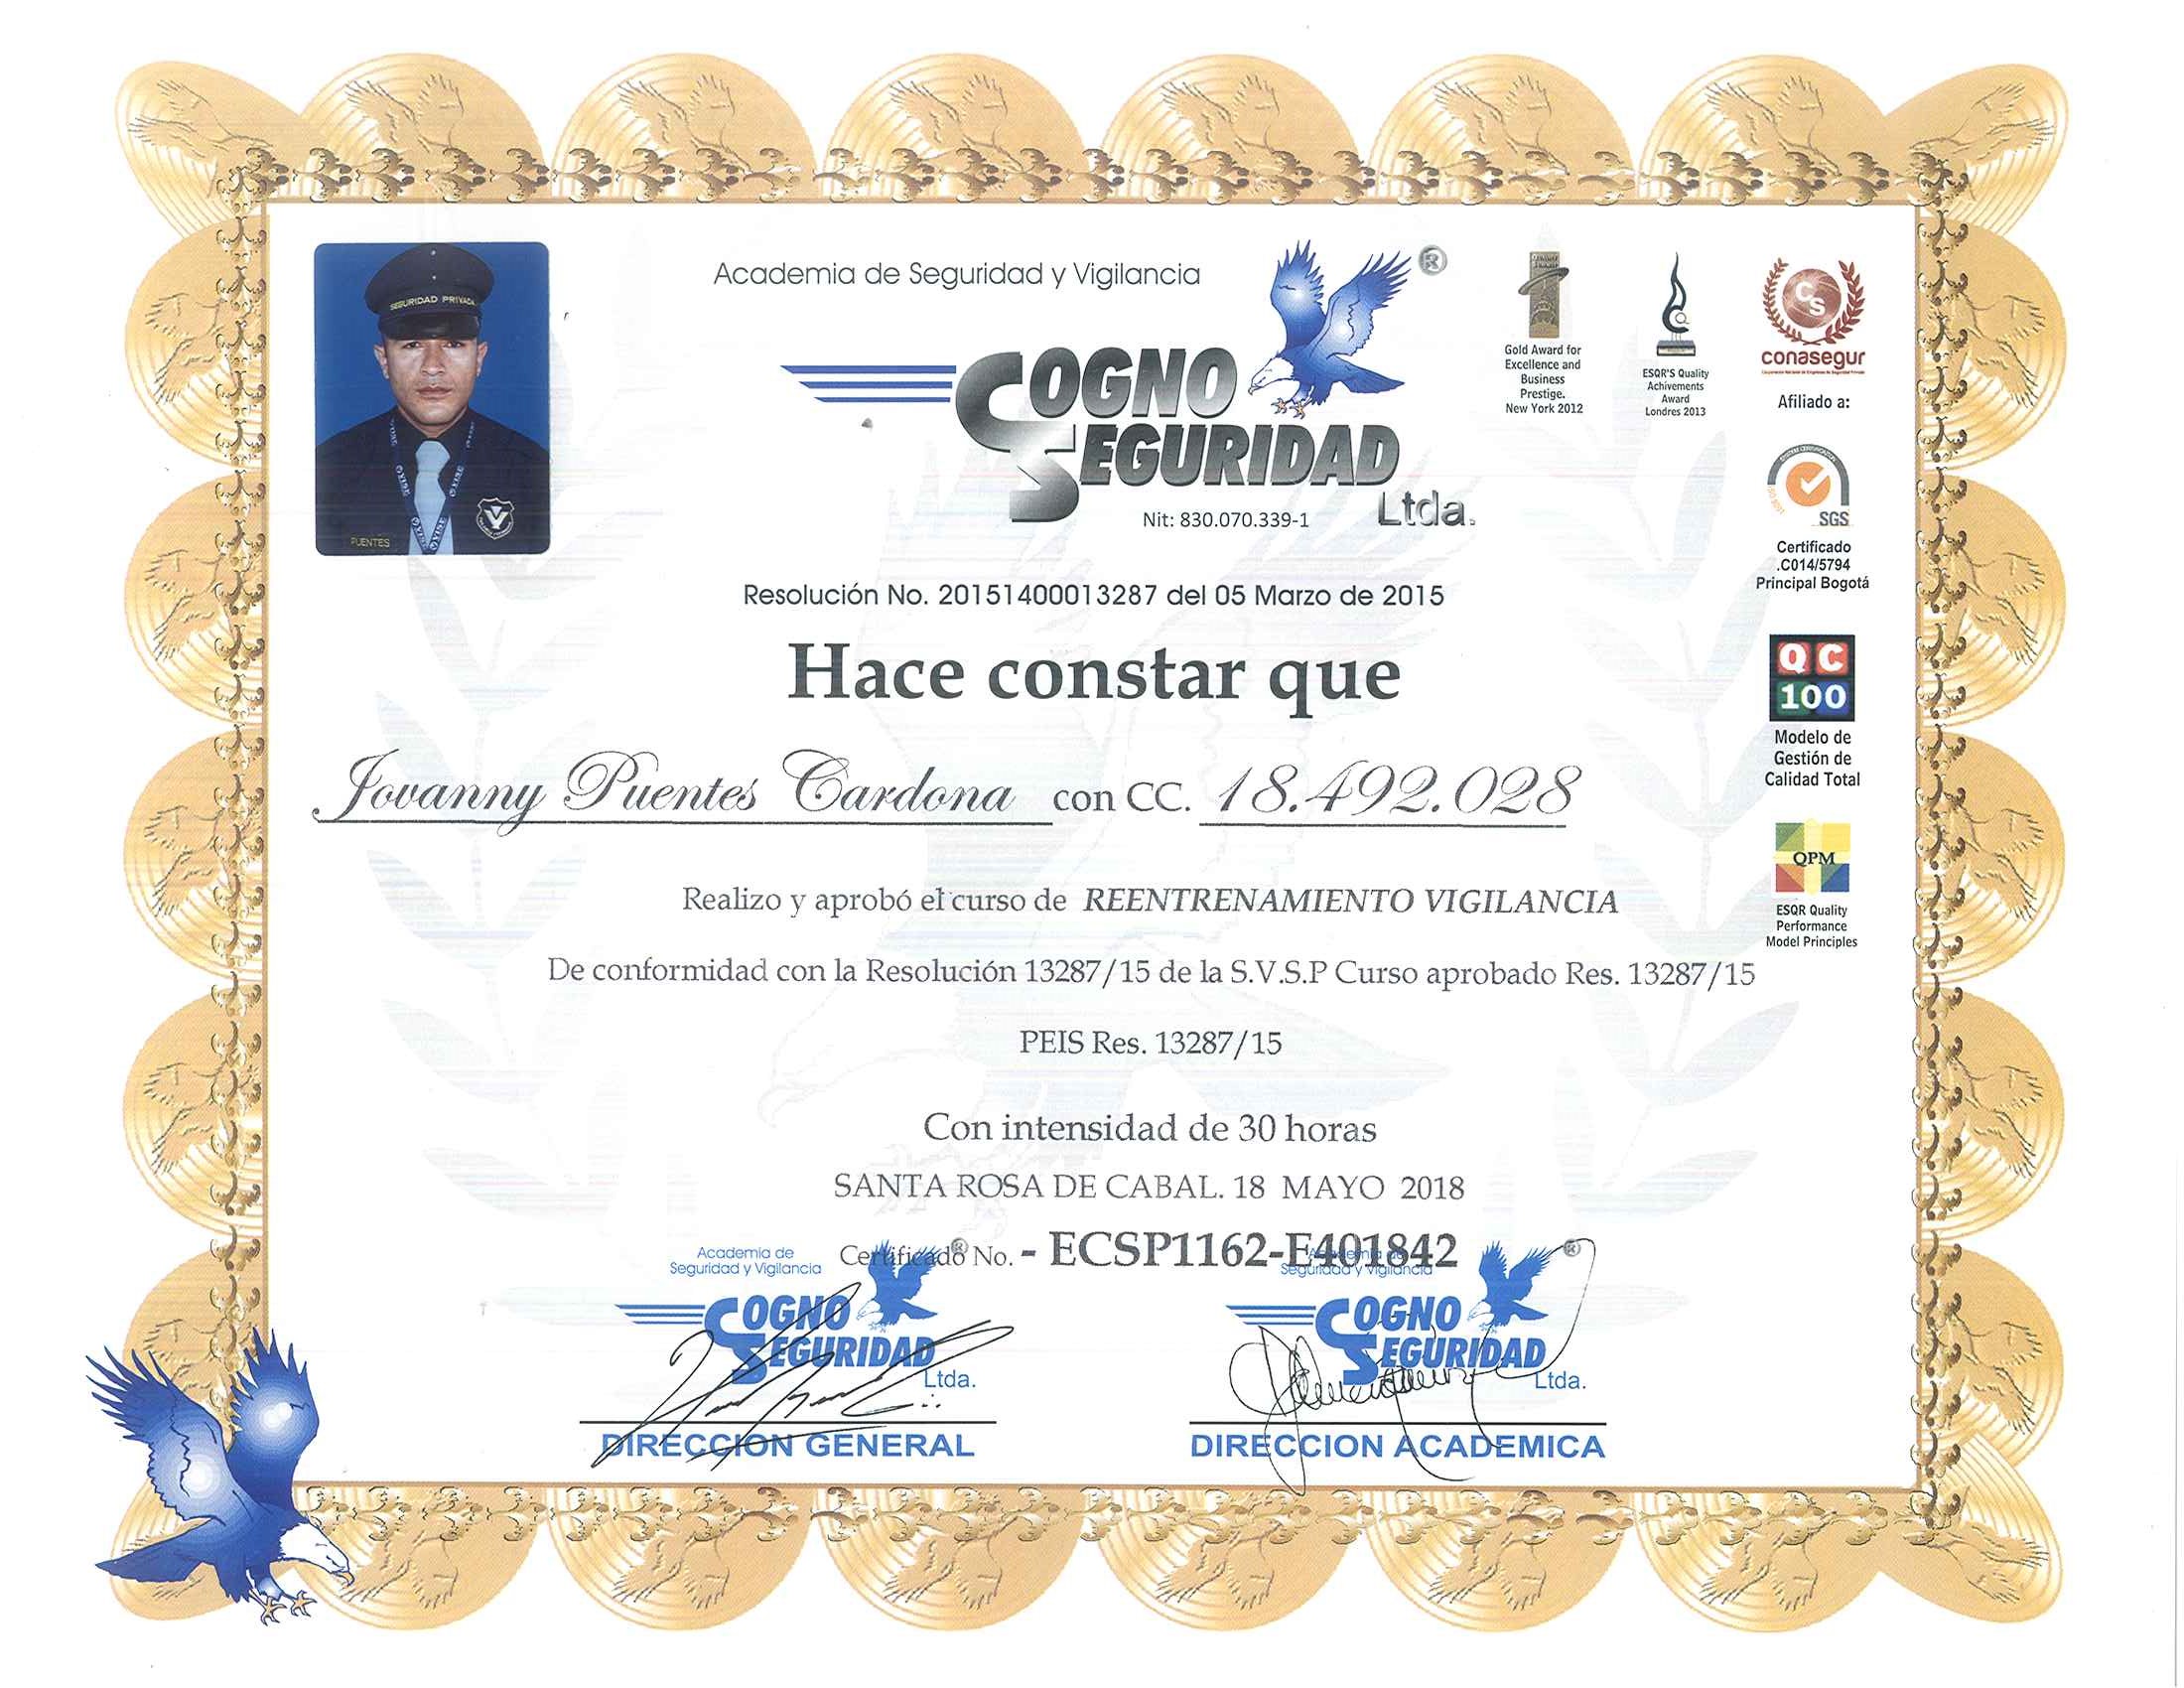 SEGURIDAD PRIVADA
VISE
PUENTES
Academia de Seguridad y Vigilancia
®
COGNO
SEGURIDAD
Ltda.
Nit: 830.070.339-1
Gold Award for
Excellence and
Business
Prestige.
New York 2012
ESQR'S Quality
Achivements
Award
Londres 2013
CS
conasegur
Afiliado a:
SGS
Certificado
.C014/5794
Principal Bogotá
QC
100
Modelo de
Gestión de
Calidad Total
QPM
ESQR Quality
Performance
Model Principles
Resolución No. 20151400013287 del 05 Marzo de 2015
Hace constar que
Jovanny Puentes Cardona con CC. 18.492.028
Realizo y aprobó el curso de REENTRENAMIENTO VIGILANCIA
De conformidad con la Resolución 13287/15 de la S.V.S.P Curso aprobado Res. 13287/15
PEIS Res. 13287/15
Con intensidad de 30 horas
SANTA ROSA DE CABAL. 18 MAYO 2018
Certificado No. - ECSP1162-E401842
Academia de
Seguridad y Vigilancia
®
COGNO
SEGURIDAD
Ltda.
DIRECCION GENERAL
Academia de
Seguridad y Vigilancia
®
COGNO
SEGURIDAD
Ltda.
DIRECCION ACADEMICA